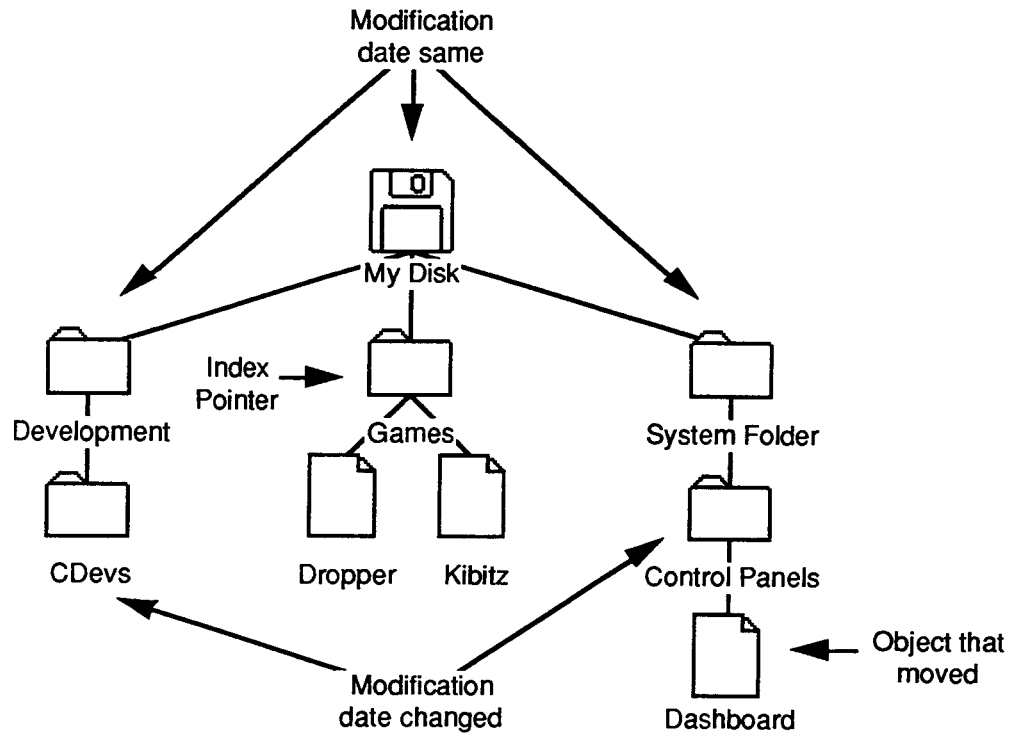 Modification
date same
My Disk
Index
Pointer
Development
Games
System Folder
CDevs
Dropper
Kibitz
Control Panels
Object that
moved
Modification
date changed
Dashboard